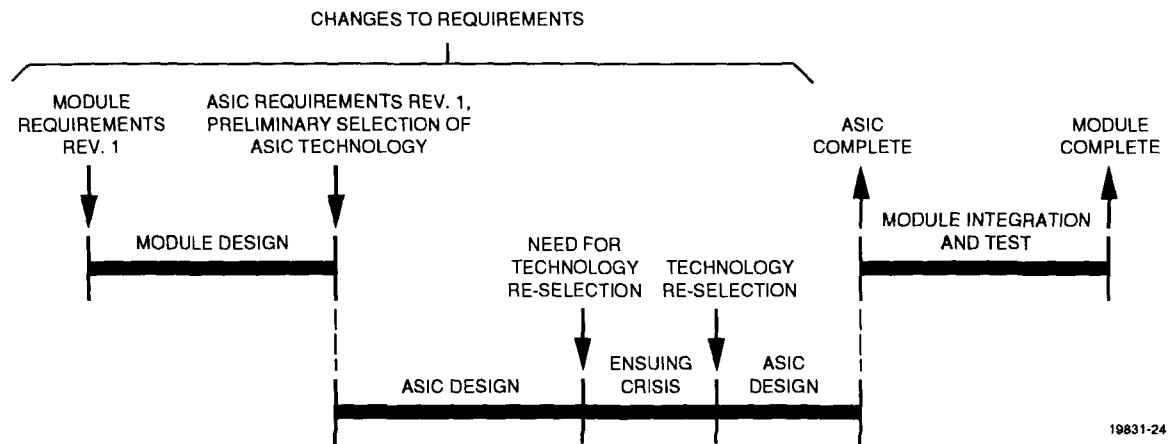 CHANGES TO REQUIREMENTS
MODULE
REQUIREMENTS
REV. 1
ASIC REQUIREMENTS REV. 1,
PRELIMINARY SELECTION OF
ASIC TECHNOLOGY
ASIC
COMPLETE
MODULE
COMPLETE
MODULE DESIGN
NEED FOR
TECHNOLOGY
RE-SELECTION
TECHNOLOGY
RE-SELECTION
MODULE INTEGRATION
AND TEST
ASIC DESIGN
ENSUING
CRISIS
ASIC
DESIGN
19831-24